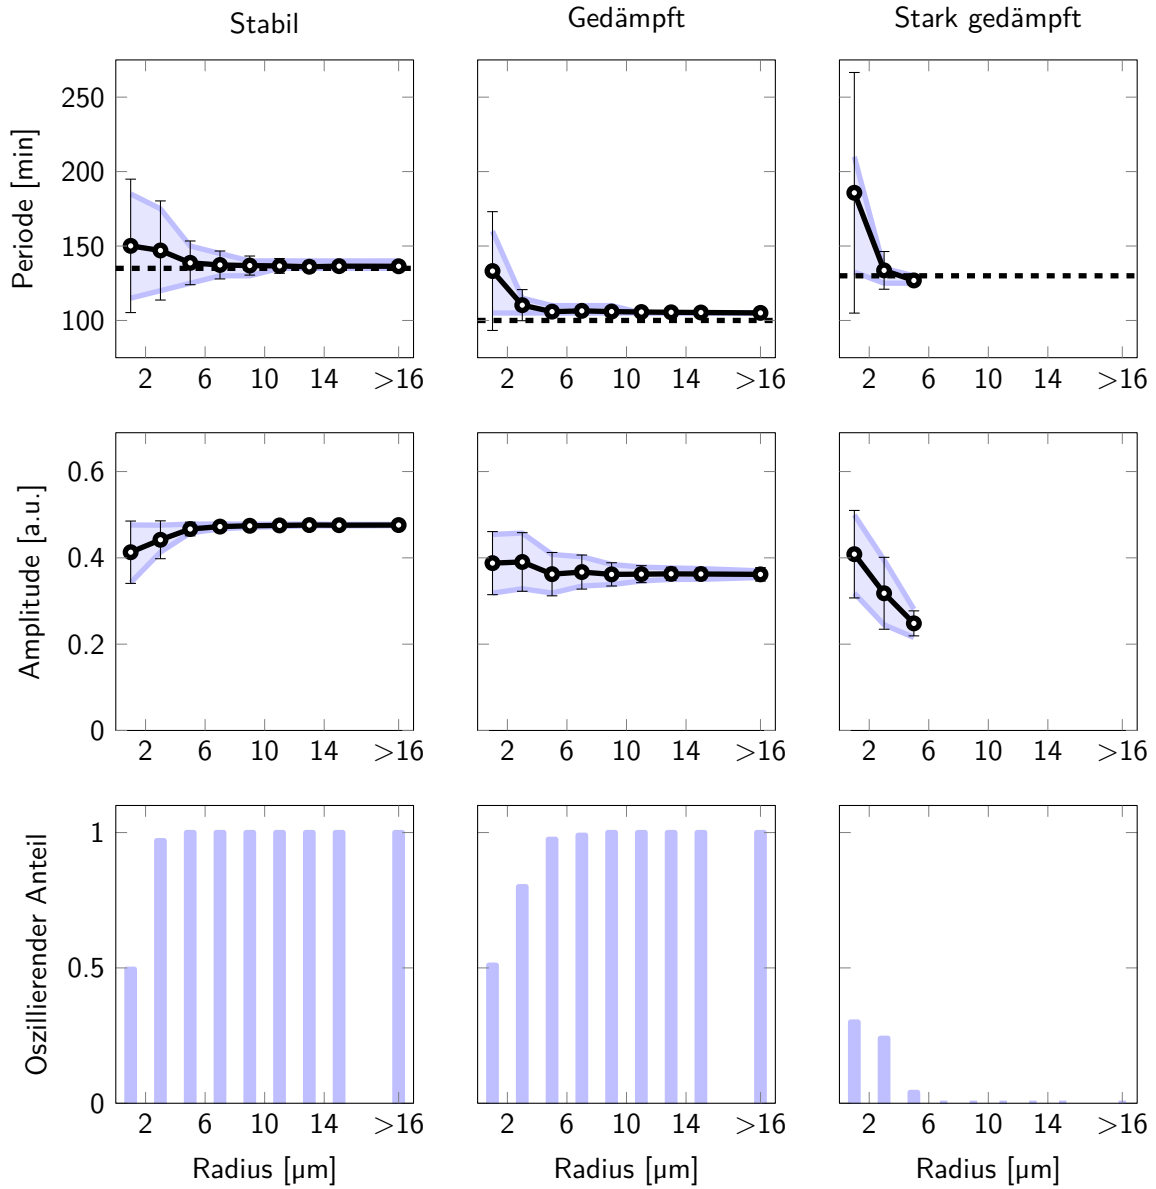 Stabil
Gedämpft
Stark gedämpft
Periode [min]
250
200
150
100
2 6 10 14 >16
2 6 10 14 >16
2 6 10 14 >16
Amplitude [a.u.]
0.6
0.4
0.2
0
2 6 10 14 >16
2 6 10 14 >16
2 6 10 14 >16
Oszillierender Anteil
1
0.5
0
2 6 10 14 >16
2 6 10 14 >16
2 6 10 14 >16
Radius [µm]
Radius [µm]
Radius [µm]